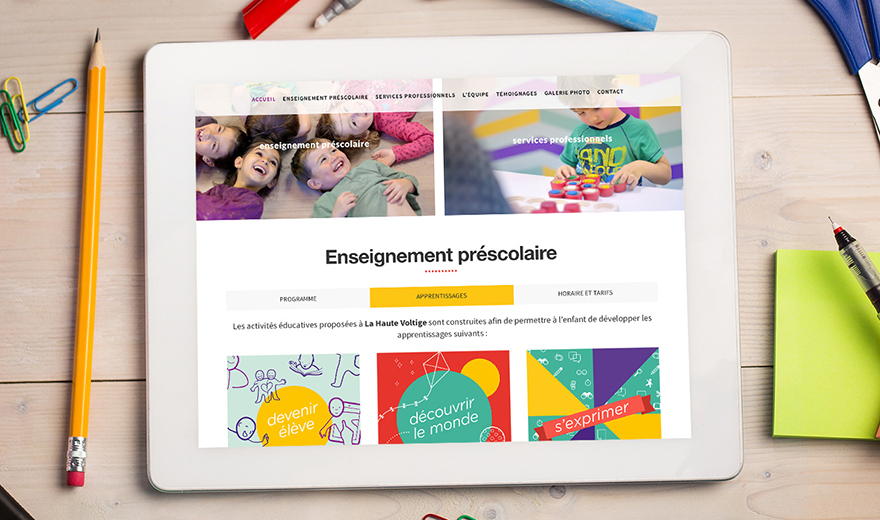 ACCUEIL ENSEIGNEMENT PRÉSCOLAIRE SERVICES PROFESSIONNELS L'ÉQUIPE TÉMOIGNAGES GALERIE PHOTO CONTACT
enseignement préscolaire
services professionnels
Enseignement préscolaire
PROGRAMME
APPRENTISSAGES
HORAIRE ET TARIFS
Les activités éducatives proposées à La Haute Voltige sont construites afin de permettre à l'enfant de développer les
apprentissages suivants :
devenir
élève
découvrir
le monde
s'exprimer